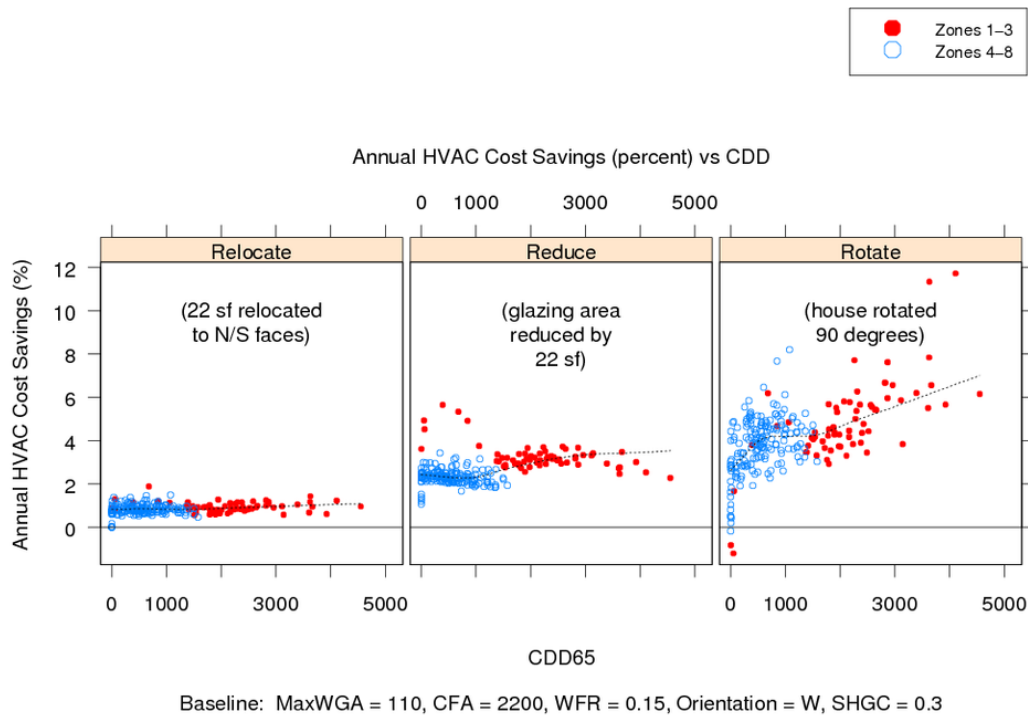 Zones 1–3
Zones 4–8
Annual HVAC Cost Savings (percent) vs CDD
0 1000 3000 5000
Relocate Reduce Rotate
Annual HVAC Cost Savings (%)
12
10
8
6
4
2
0
(22 sf relocated
to N/S faces)
(glazing area
reduced by
22 sf)
(house rotated
90 degrees)
0 1000 3000 5000 0 1000 3000 5000
CDD65
Baseline: MaxWGA = 110, CFA = 2200, WFR = 0.15, Orientation = W, SHGC = 0.3